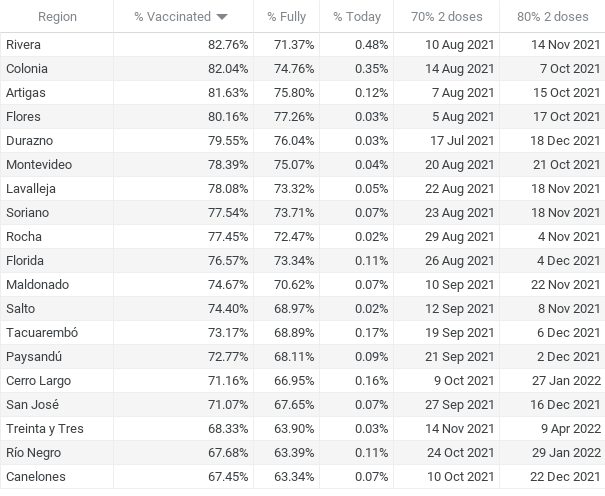 Region % Vaccinated % Fully % Today 70% 2 doses 80% 2 doses
Rivera 82.76% 71.37% 0.48% 10 Aug 2021 14 Nov 2021
Colonia 82.04% 74.76% 0.35% 14 Aug 2021 7 Oct 2021
Artigas 81.63% 75.80% 0.12% 7 Aug 2021 15 Oct 2021
Flores 80.16% 77.26% 0.03% 5 Aug 2021 17 Oct 2021
Durazno 79.55% 76.04% 0.03% 17 Jul 2021 18 Dec 2021
Montevideo 78.39% 75.07% 0.04% 20 Aug 2021 21 Oct 2021
Lavalleja 78.08% 73.32% 0.05% 22 Aug 2021 18 Nov 2021
Soriano 77.54% 73.71% 0.07% 23 Aug 2021 18 Nov 2021
Rocha 77.45% 72.47% 0.02% 29 Aug 2021 4 Nov 2021
Florida 76.57% 73.34% 0.11% 26 Aug 2021 4 Dec 2021
Maldonado 74.67% 70.62% 0.07% 10 Sep 2021 22 Nov 2021
Salto 74.40% 68.97% 0.02% 12 Sep 2021 8 Nov 2021
Tacuarembó 73.17% 68.89% 0.17% 19 Sep 2021 6 Dec 2021
Paysandú 72.77% 68.11% 0.09% 21 Sep 2021 2 Dec 2021
Cerro Largo 71.16% 66.95% 0.16% 9 Oct 2021 27 Jan 2022
San José 71.07% 67.65% 0.07% 27 Sep 2021 16 Dec 2021
Treinta y Tres 68.33% 63.90% 0.03% 14 Nov 2021 9 Apr 2022
Río Negro 67.68% 63.39% 0.11% 24 Oct 2021 29 Jan 2022
Canelones 67.45% 63.34% 0.07% 10 Oct 2021 22 Dec 2021